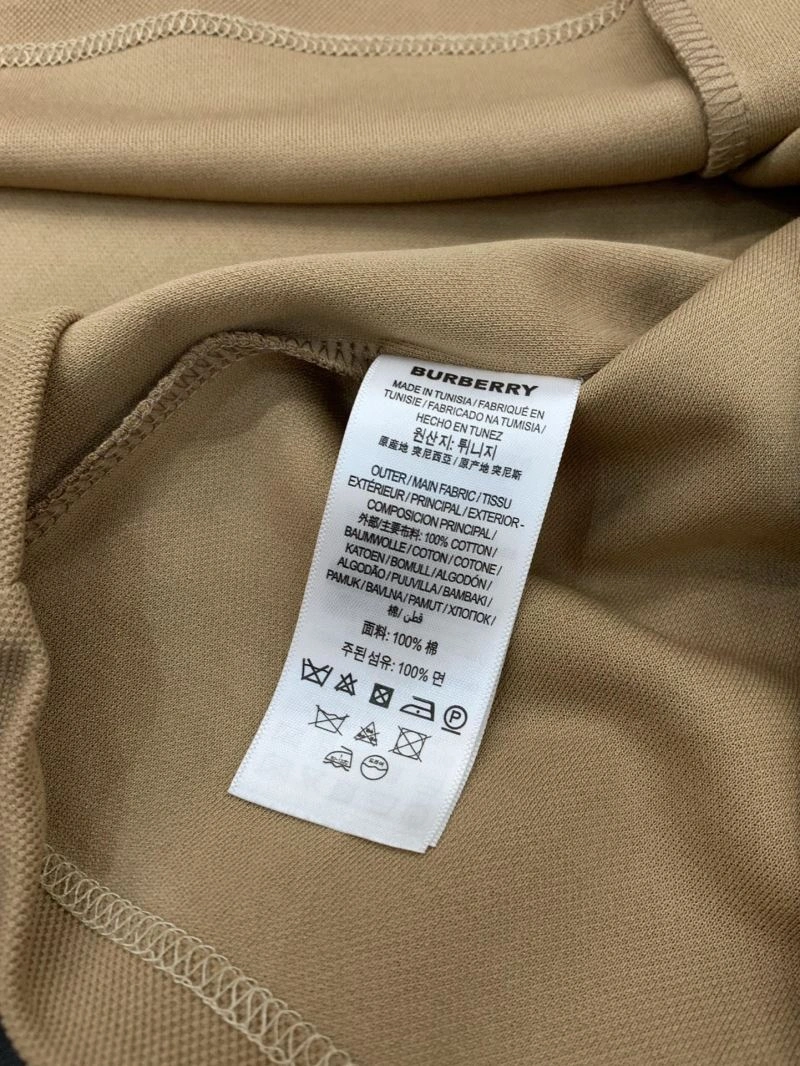 BURBERRY
MADE IN TUNISIA / FABRIQUÉ EN
TUNISIE / FABRICADO NA TUMISIA /
HECHO EN TUNEZ
원산지: 튀니지
原產地 突尼西亞 / 原产地 突尼斯
OUTER / MAIN FABRIC / TISSU
EXTÉRIEUR / PRINCIPAL / EXTERIOR -
COMPOSICION PRINCIPAL /
外部/主要布料: 100% COTTON /
BAUMWOLLE / COTON / COTONE /
KATOEN / BOMULL / ALGODÓN /
ALGODÃO / PUUVILLA / BAMBAKI /
PAMUK / BAVLNA / PAMUT / ХЛОПОК /
棉/ قطن
面料: 100% 棉
주된 섬유: 100% 면
P